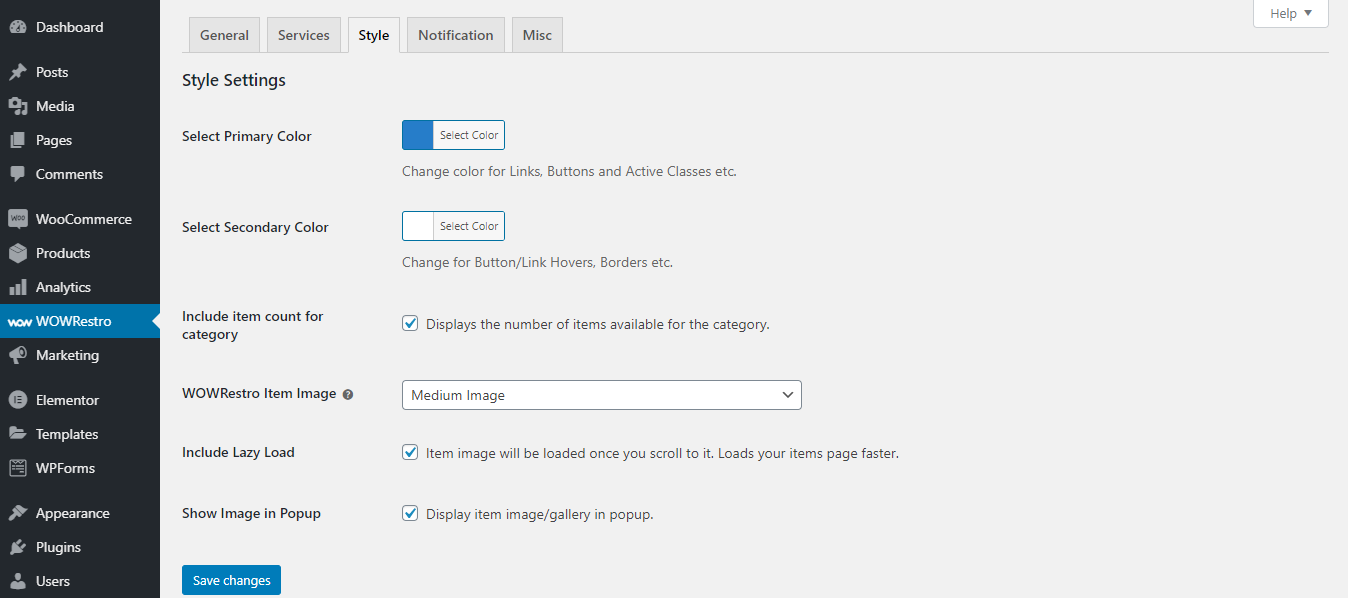 Dashboard
Posts
Media
Pages
Comments
WOO WooCommerce
Products
Analytics
wow WOWRestro
Marketing
Elementor
Templates
WPForms
Appearance
Plugins
Users
Help
General Services Style Notification Misc
Style Settings
Select Primary Color Select Color
Change color for Links, Buttons and Active Classes etc.
Select Secondary Color Select Color
Change for Button/Link Hovers, Borders etc.
Include item count for
category
Displays the number of items available for the category.
WOWRestro Item Image ? Medium Image
Include Lazy Load Item image will be loaded once you scroll to it. Loads your items page faster.
Show Image in Popup Display item image/gallery in popup.
Save changes